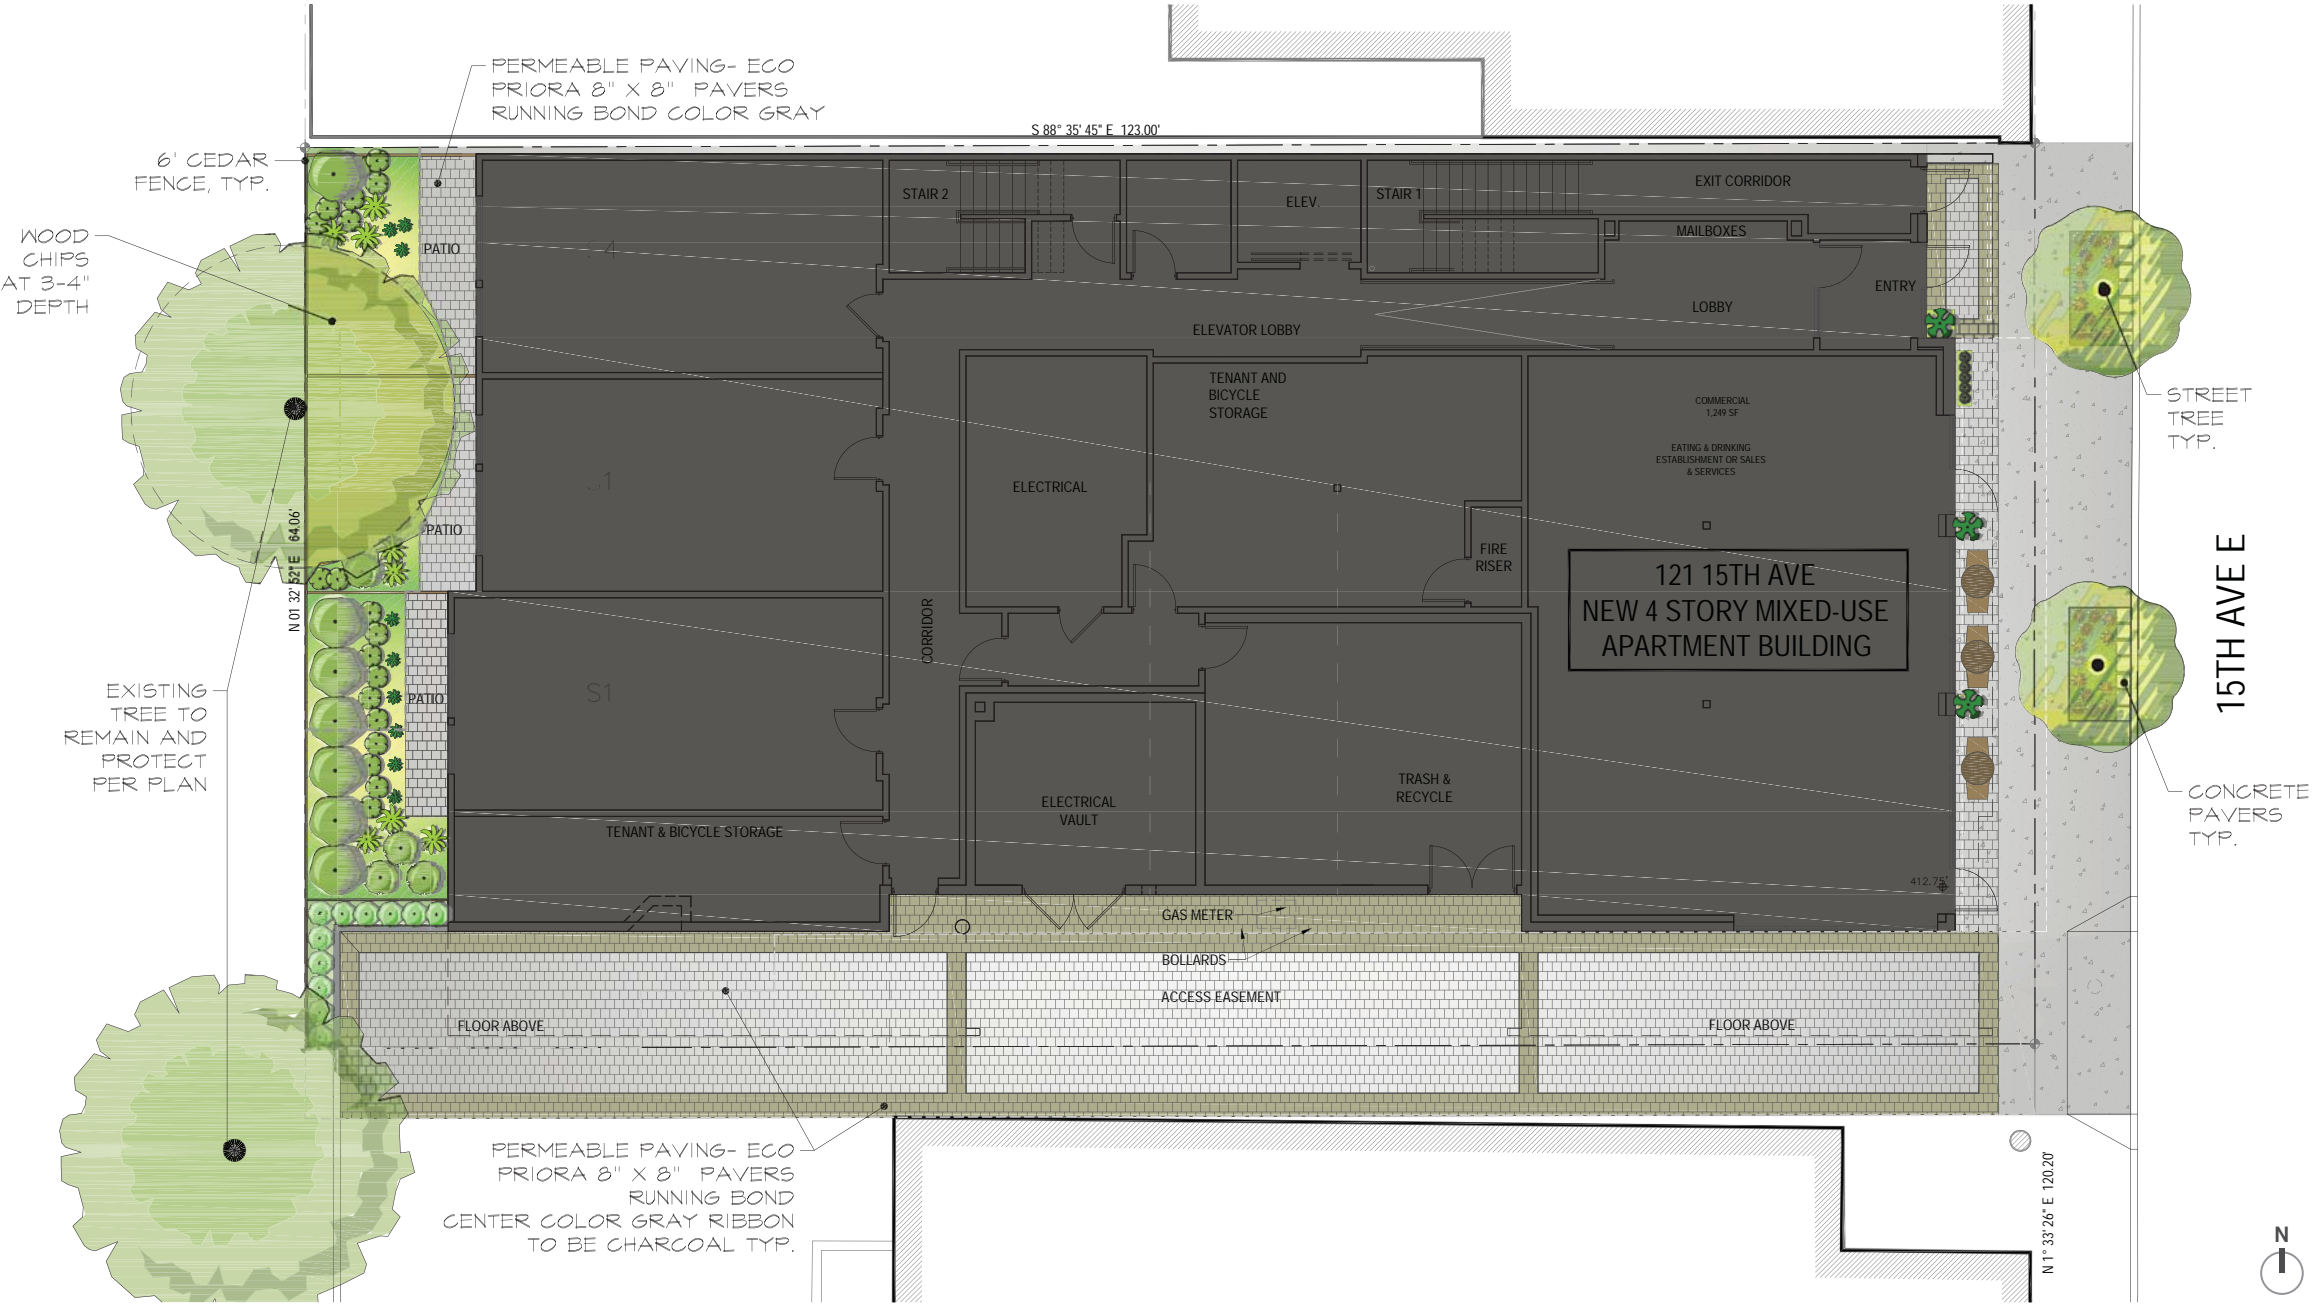 PERMEABLE PAVING- ECO
PRIORA 8" X 8" PAVERS
RUNNING BOND COLOR GRAY
S 88° 35' 45" E 123.00'
6' CEDAR
FENCE, TYP.
WOOD
CHIPS
AT 3-4"
DEPTH
PATIO
STAIR 2
ELEV.
STAIR 1
EXIT CORRIDOR
MAILBOXES
ENTRY
LOBBY
ELEVATOR LOBBY
TENANT AND
BICYCLE
STORAGE
COMMERCIAL
1,249 SF
EATING & DRINKING
ESTABLISHMENT OR SALES
& SERVICES
STREET
TREE
TYP.
ELECTRICAL
PATIO
N 01° 32' 52" E 64.06'
FIRE
RISER
121 15TH AVE
NEW 4 STORY MIXED-USE
APARTMENT BUILDING
15TH AVE E
CORRIDOR
S1
PATIO
EXISTING
TREE TO
REMAIN AND
PROTECT
PER PLAN
TRASH &
RECYCLE
ELECTRICAL
VAULT
TENANT & BICYCLE STORAGE
CONCRETE
PAVERS
TYP.
412.75'
GAS METER
BOLLARDS
ACCESS EASEMENT
FLOOR ABOVE
FLOOR ABOVE
PERMEABLE PAVING- ECO
PRIORA 8" X 8" PAVERS
RUNNING BOND
CENTER COLOR GRAY RIBBON
TO BE CHARCOAL TYP.
N 1° 33' 26" E 120.20'
N